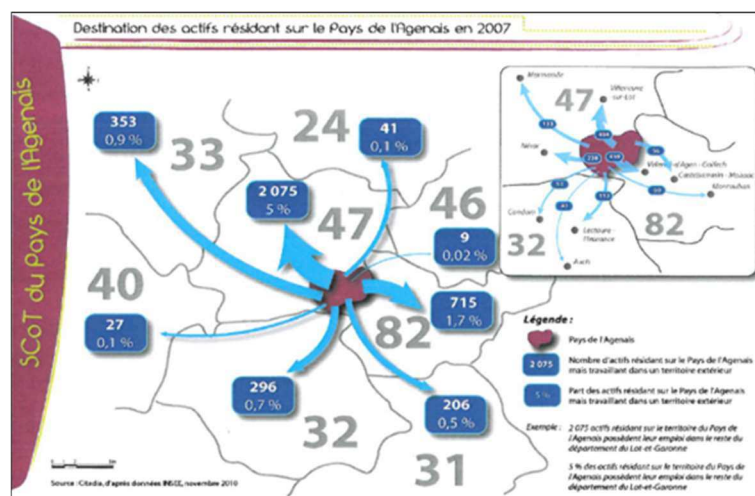 Destination des actifs résidant sur le Pays de l'Agenais en 2007
SCoT du Pays de l'Agenais
353
0,9 %
33
24
41
0,1 %
2 075
5 %
47
46
9
0,02 %
40
27
0,1 %
715
1,7 %
82
296
0,7 %
32
206
0,5 %
31
Marmande
Villeneuve
sur-Lot
47
Nérac
Valence-d'Agen - Golfech
Castelsarrasin - Moissac
Montauban
Condom
82
32
Lectoure -
Fleurance
Auch
Légende :
Pays de l'Agenais
2 075
Nombre d'actifs résidant sur le Pays de l'Agenais
mais travaillant dans un territoire extérieur
5 %
Part des actifs résidant sur le Pays de l'Agenais
mais travaillant dans un territoire extérieur
Exemple : 2 075 actifs résidant sur le territoire du Pays de
l'Agenais possèdent leur emploi dans le reste du
département du Lot-et-Garonne
5 % des actifs résidant sur le territoire du Pays de
l'Agenais possèdent leur emploi dans le reste du
département du Lot-et-Garonne
Source : Citadia, d'après données INSEE, novembre 2010